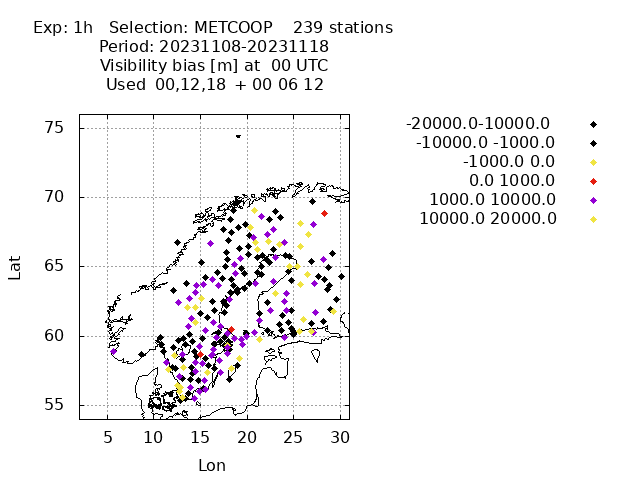 Exp: 1h   Selection: METCOOP    239 stations
Period: 20231108-20231118
Visibility bias [m] at  00 UTC
Used  00,12,18  + 00 06 12
-20000.0-10000.0
-10000.0 -1000.0
-1000.0 0.0
0.0 1000.0
1000.0 10000.0
10000.0 20000.0
75
70
65
60
55
Lat
5 10 15 20 25 30
Lon